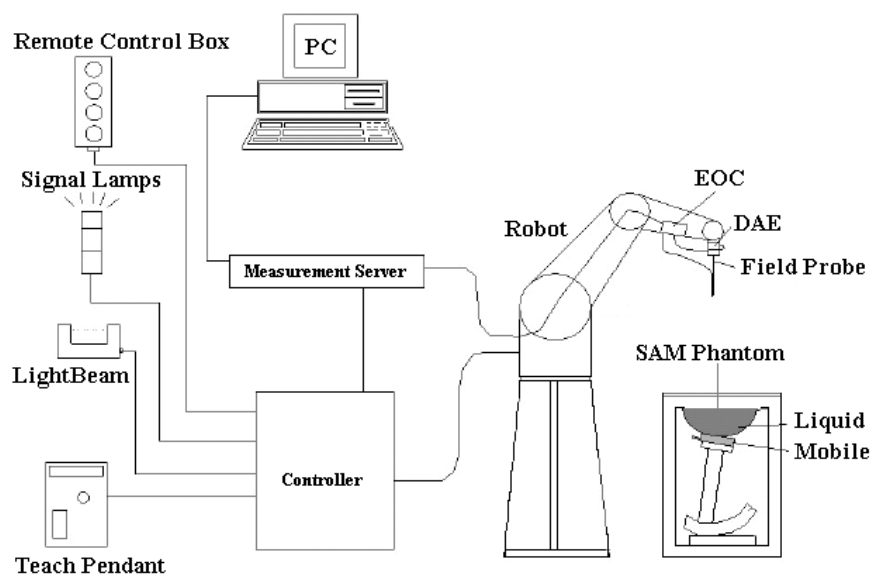 Remote Control Box
PC
Signal Lamps
EOC
Robot
DAE
Measurement Server
Field Probe
SAM Phantom
LightBeam
Liquid
Mobile
Controller
Teach Pendant